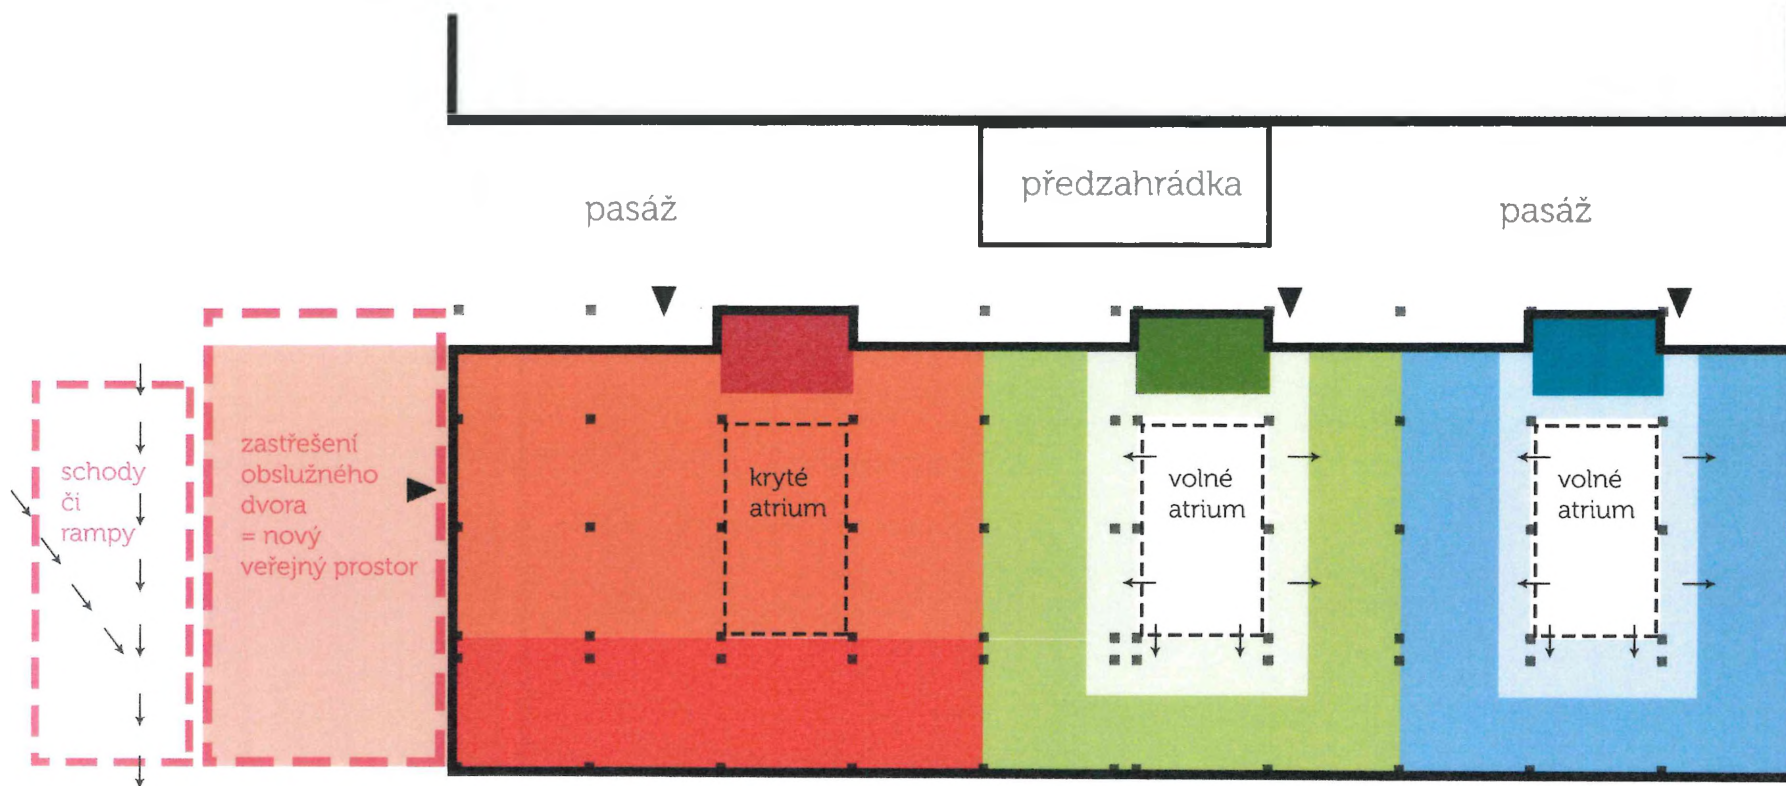 předzahrádka
pasáž
pasáž
schody
či
rampy
zastřešení
obslužného
dvora
= nový
veřejný prostor
kryté
atrium
volné
atrium
volné
atrium